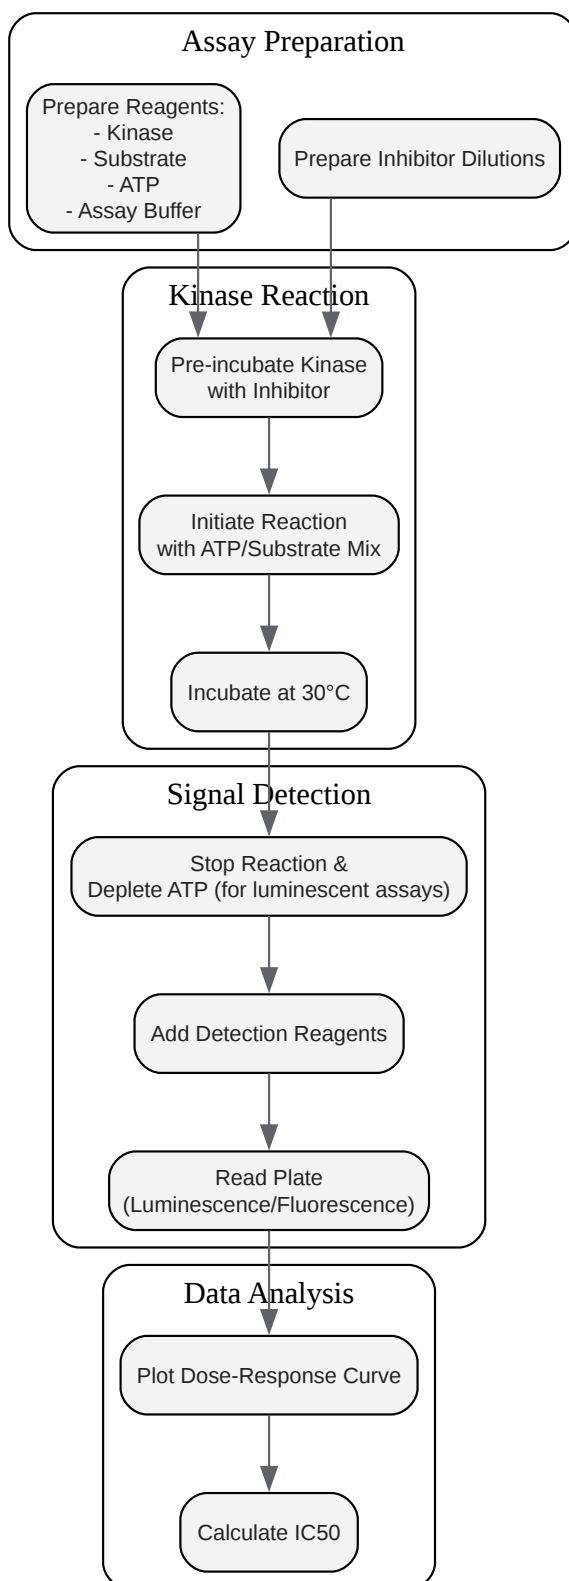 Assay Preparation
Prepare Reagents:
- Kinase
- Substrate
- ATP
- Assay Buffer
Prepare Inhibitor Dilutions
Kinase Reaction
Pre-incubate Kinase
with Inhibitor
Initiate Reaction
with ATP/Substrate Mix
Incubate at 30°C
Signal Detection
Stop Reaction &
Deplete ATP (for luminescent assays)
Add Detection Reagents
Read Plate
(Luminescence/Fluorescence)
Data Analysis
Plot Dose-Response Curve
Calculate IC50